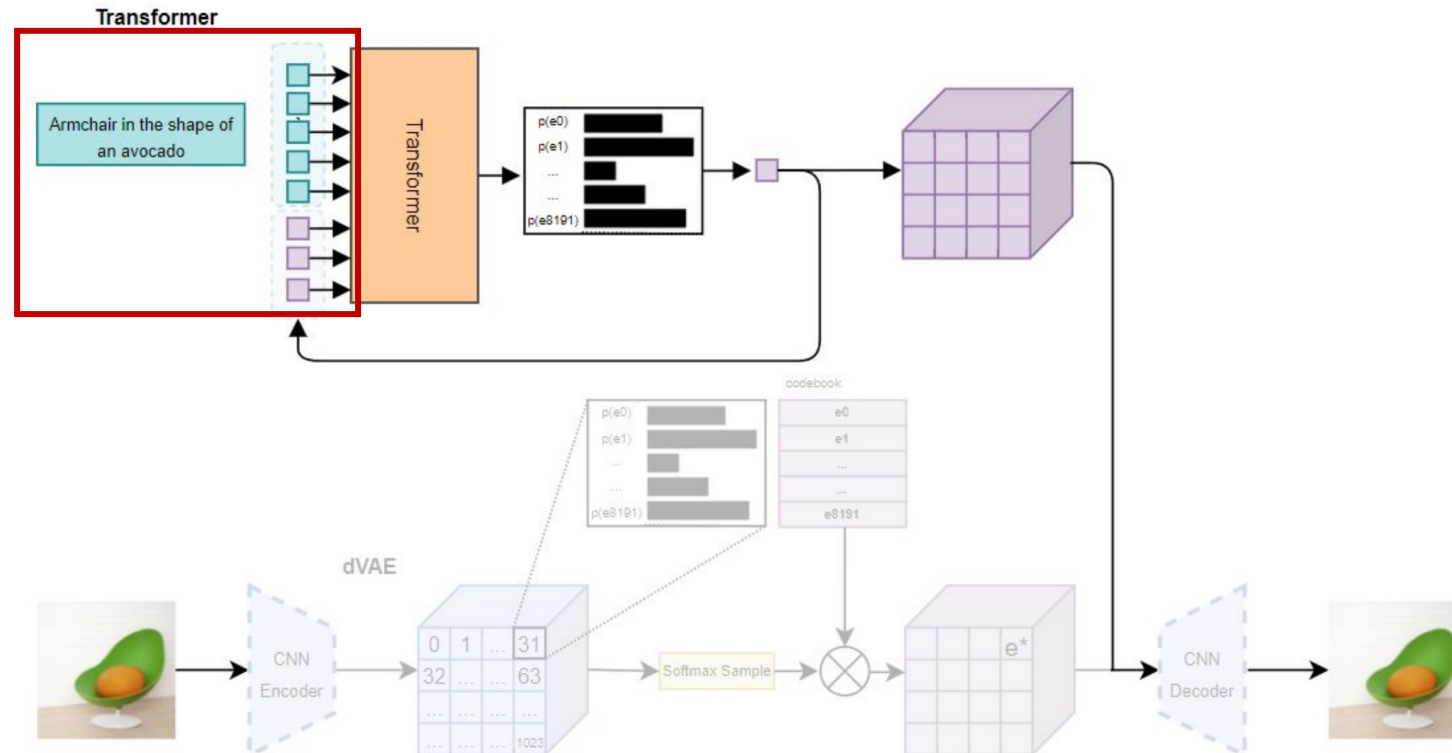 Transformer
Armchair in the shape of
an avocado
Transformer
p(e0)
p(e1)
...
...
p(e8191)
codebook
p(e0)
p(e1)
...
...
p(e8191)
e0
e1
...
...
e8191
dVAE
CNN
Encoder
0 1 ... 31
32 ... ... 63
... ... ... ...
... ... ... 1023
Softmax Sample
e*
CNN
Decoder